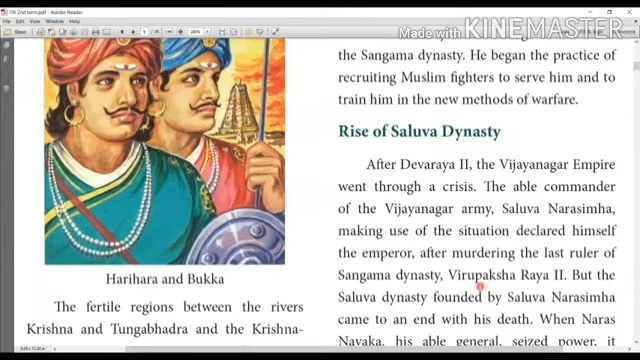 7th 2nd term.pdf - Adobe Reader
File Edit View Window Help
Made with KINEMASTER
Harihara and Bukka
The fertile regions between the rivers
Krishna and Tungabhadra and the Krishna-
the Sangama dynasty. He began the practice of
recruiting Muslim fighters to serve him and to
train him in the new methods of warfare.
Rise of Saluva Dynasty
After Devaraya II, the Vijayanagar Empire
went through a crisis. The able commander
of the Vijayanagar army, Saluva Narasimha,
making use of the situation declared himself
the emperor, after murdering the last ruler of
Sangama dynasty, Virupaksha Raya II. But the
Saluva dynasty founded by Saluva Narasimha
came to an end with his death. When Naras
Nayaka, his able general, seized power, it